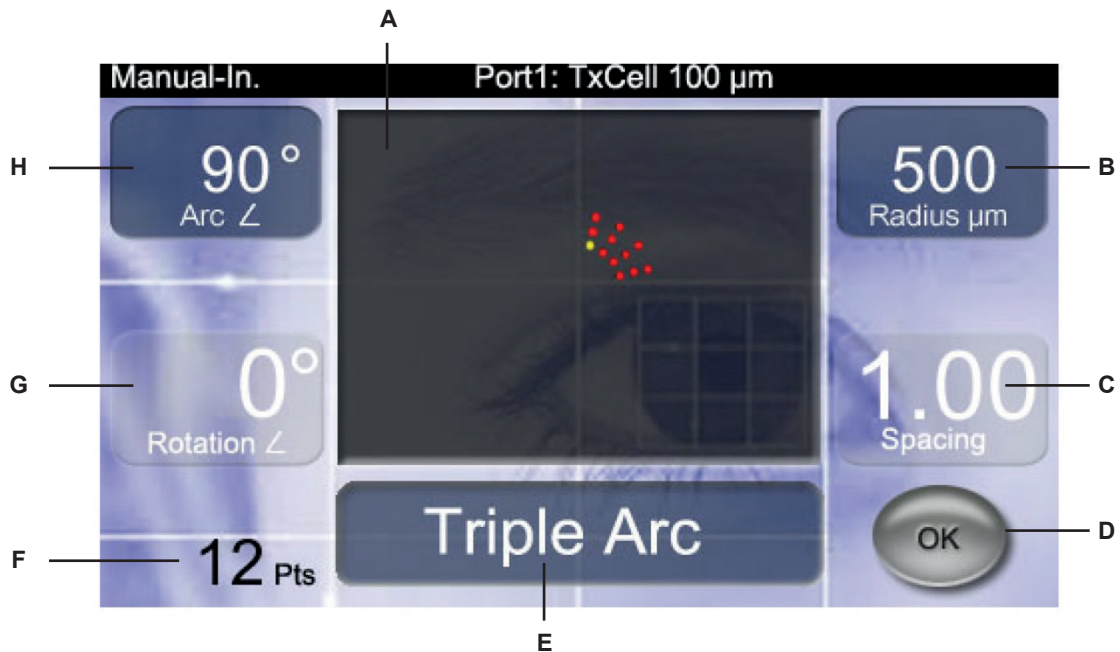 A
Manual-In. Port1: TxCell 100 µm
H 90° 500 B
Arc ∠ Radius µm
G 0° 1.00 C
Rotation ∠ Spacing
Triple Arc OK D
F 12 Pts
E